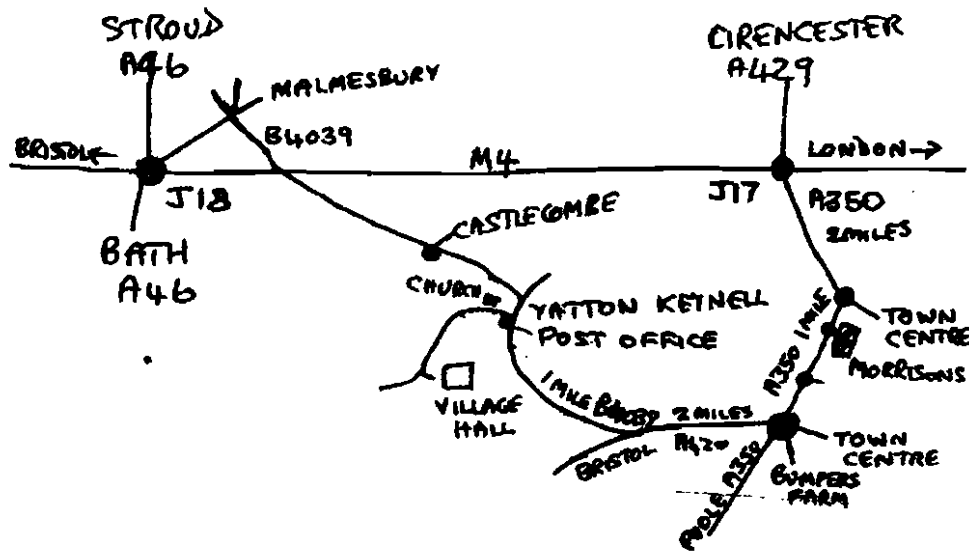 STROUD
A46
MALMESBURY
B4039
BRISTOL←
J18
M4
BATH
A46
CIRENCESTER
A429
LONDON→
J17
A350
2 MILES
CASTLECOMBE
CHURCH
YATTON KEYNELL
POST OFFICE
VILLAGE
HALL
1 MILE B4039
2 MILES
A420
BRISTOL
A350 1 MILE
TOWN
CENTRE
MORRISONS
TOWN
CENTRE
BUMPERS
FARM
POOLE A350